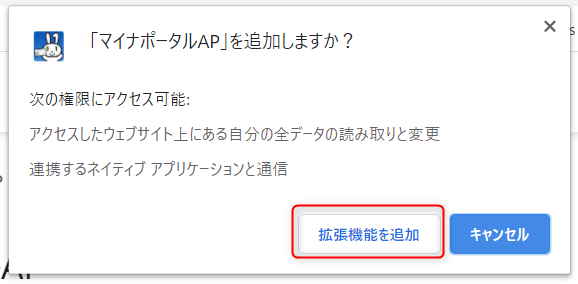 「マイナポータルAP」を追加しますか？
次の権限にアクセス可能:
アクセスしたウェブサイト上にある自分の全データの読み取りと変更
連携するネイティブ アプリケーションと通信
拡張機能を追加
キャンセル